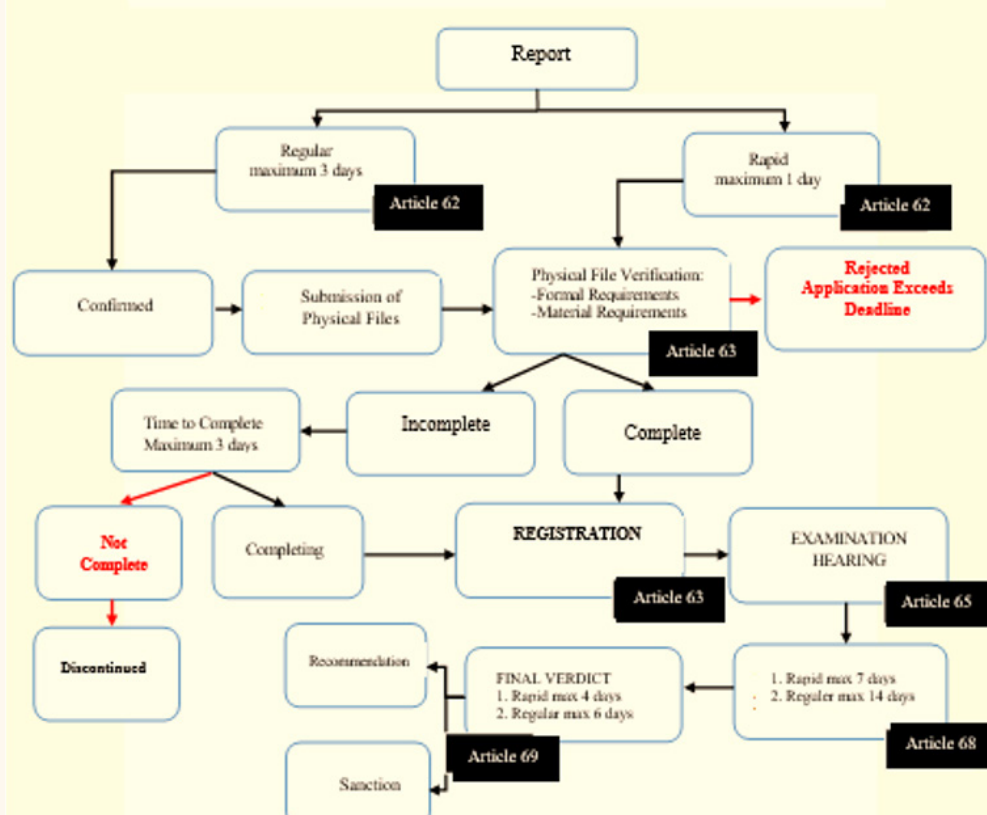 Report
Regular
maximum 3 days
Article 62
Rapid
maximum 1 day
Article 62
Confirmed
Submission of
Physical Files
Physical File Verification:
-Formal Requirements
-Material Requirements
Article 63
Rejected
Application Exceeds
Deadline
Time to Complete
Maximum 3 days
Incomplete
Complete
Not
Complete
Completing
REGISTRATION
Article 63
EXAMINATION
HEARING
Article 65
Discontinued
Recommendation
FINAL VERDICT
1. Rapid max 4 days
2. Regular max 6 days
Article 69
1. Rapid max 7 days
2. Reguler max 14 days
Article 68
Sanction